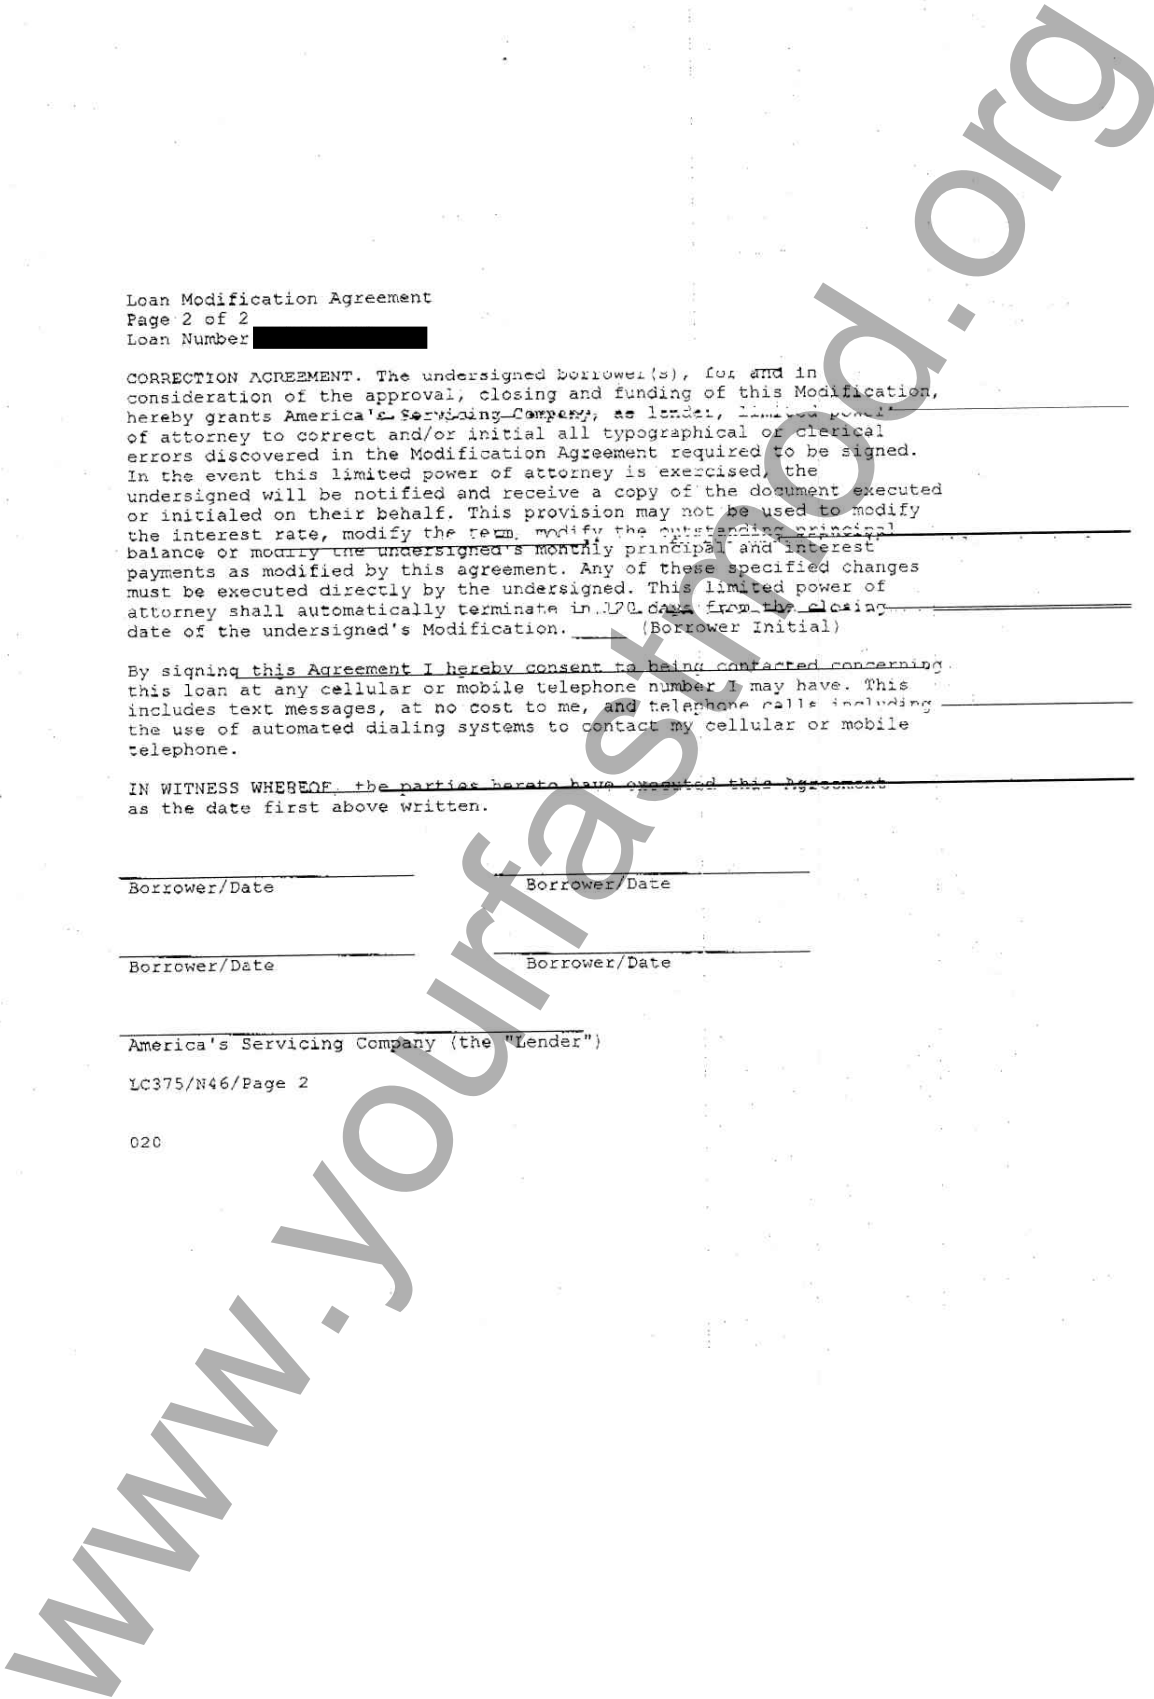 Loan Modification Agreement
Page 2 of 2
Loan Number
CORRECTION AGREEMENT. The undersigned borrower(s), for and in
consideration of the approval, closing and funding of this Modification,
hereby grants America's Servicing Company, as lender, limited power
of attorney to correct and/or initial all typographical or clerical
errors discovered in the Modification Agreement required to be signed.
In the event this limited power of attorney is exercised, the
undersigned will be notified and receive a copy of the document executed
or initialed on their behalf. This provision may not be used to modify
the interest rate, modify the term, modify the outstanding principal
balance or modify the undersigned's monthly principal and interest
payments as modified by this agreement. Any of these specified changes
must be executed directly by the undersigned. This limited power of
attorney shall automatically terminate in days from the closing
date of the undersigned's Modification. ____ (Borrower Initial)
By signing this Agreement I hereby consent to being contacted concerning
this loan at any cellular or mobile telephone number I may have. This
includes text messages, at no cost to me, and telephone calls including
the use of automated dialing systems to contact my cellular or mobile
telephone.
IN WITNESS WHEREOF, the parties hereto have executed this Agreement
as the date first above written.
Borrower/Date Borrower/Date
Borrower/Date Borrower/Date
America's Servicing Company (the "Lender")
LC375/N46/Page 2
020
www.yourfastmod.org